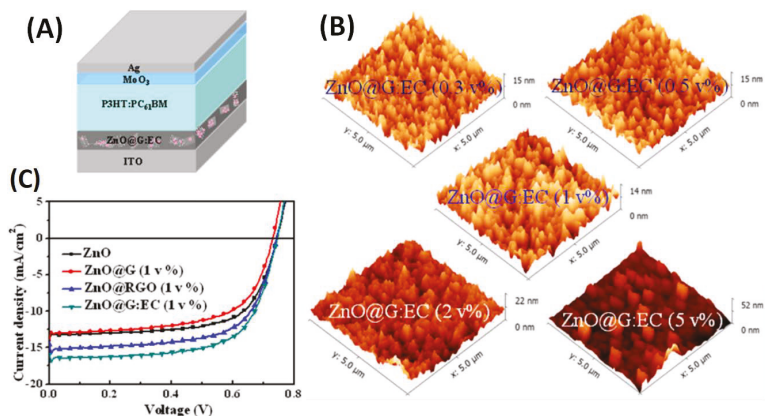 (A)
Ag
MoO₃
P3HT:PC₆₁BM
ZnO@G:EC
ITO
(B)
ZnO@G:EC (0.3 v%)
15 nm
0 nm
y: 5.0 µm
x: 5.0 µm
ZnO@G:EC (0.5 v%)
15 nm
0 nm
y: 5.0 µm
x: 5.0 µm
ZnO@G:EC (1 v%)
14 nm
0 nm
y: 5.0 µm
x: 5.0 µm
ZnO@G:EC (2 v%)
22 nm
0 nm
y: 5.0 µm
x: 5.0 µm
ZnO@G:EC (5 v%)
52 nm
0 nm
y: 5.0 µm
x: 5.0 µm
(C)
Current density (mA/cm²)
5
0
-5
-10
-15
-20
ZnO
ZnO@G (1 v%)
ZnO@RGO (1 v%)
ZnO@G:EC (1 v%)
0.0
0.2
0.4
0.6
0.8
Voltage (V)